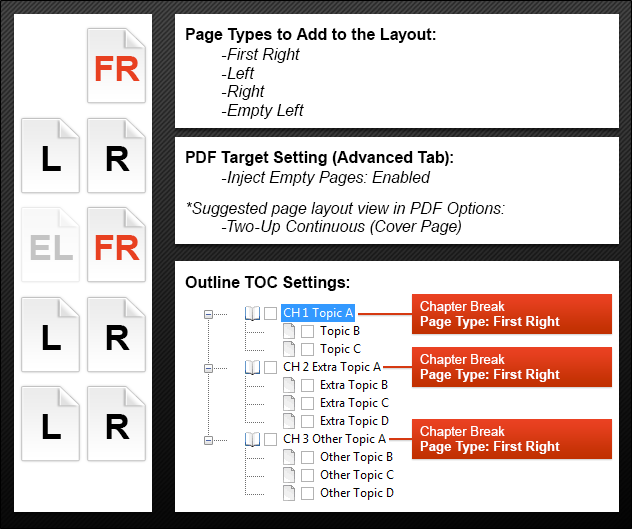 FR
L R
EL FR
L R
L R
Page Types to Add to the Layout:
-First Right
-Left
-Right
-Empty Left
PDF Target Setting (Advanced Tab):
-Inject Empty Pages: Enabled
*Suggested page layout view in PDF Options:
-Two-Up Continuous (Cover Page)
Outline TOC Settings:
CH 1 Topic A
Chapter Break
Page Type: First Right
Topic B
Topic C
CH 2 Extra Topic A
Chapter Break
Page Type: First Right
Extra Topic B
Extra Topic C
Extra Topic D
CH 3 Other Topic A
Chapter Break
Page Type: First Right
Other Topic B
Other Topic C
Other Topic D